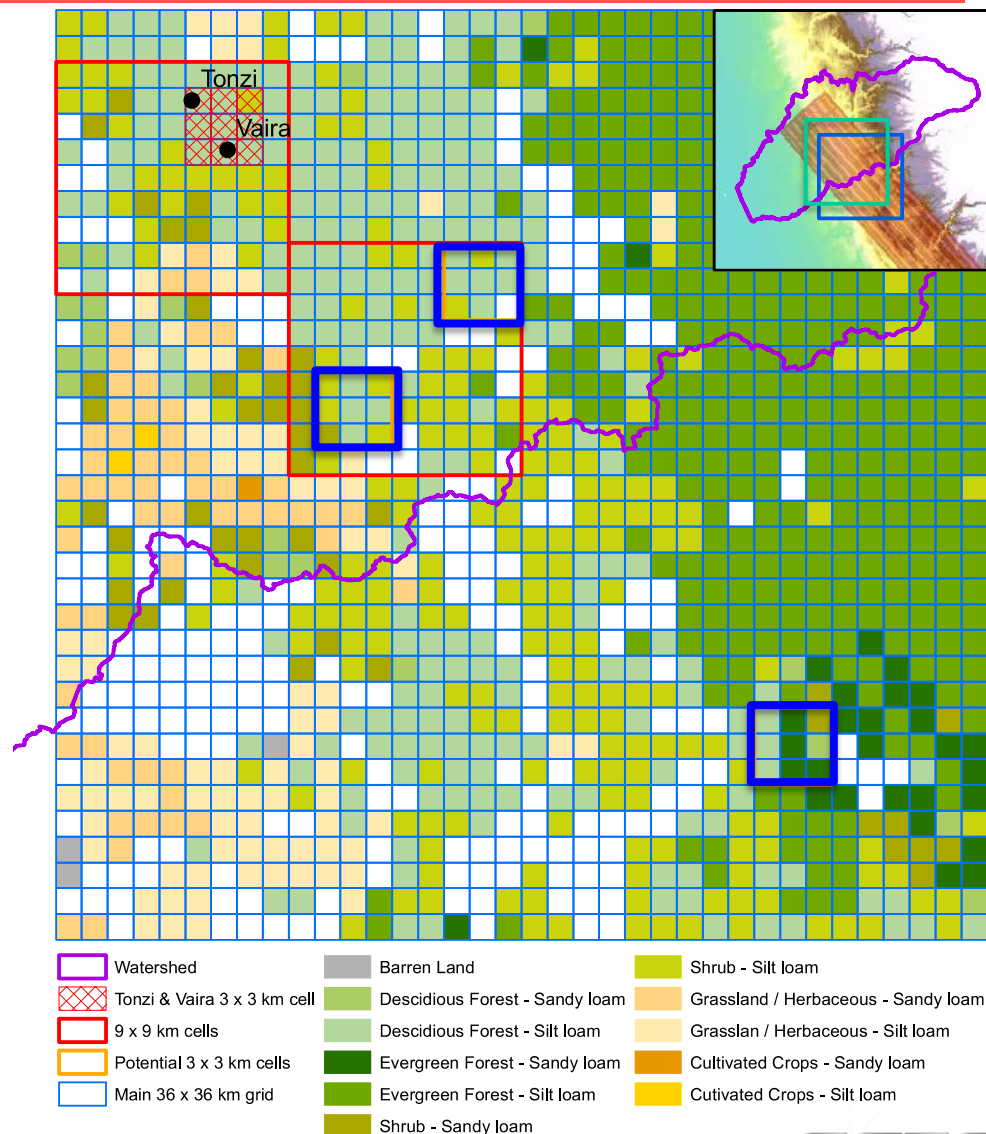 Tonzi
Vaira
Watershed
Tonzi & Vaira 3 x 3 km cell
9 x 9 km cells
Potential 3 x 3 km cells
Main 36 x 36 km grid
Barren Land
Descidious Forest - Sandy loam
Descidious Forest - Silt loam
Evergreen Forest - Sandy loam
Evergreen Forest - Silt loam
Shrub - Sandy loam
Shrub - Silt loam
Grassland / Herbaceous - Sandy loam
Grasslan / Herbaceous - Silt loam
Cultivated Crops - Sandy loam
Cutivated Crops - Silt loam